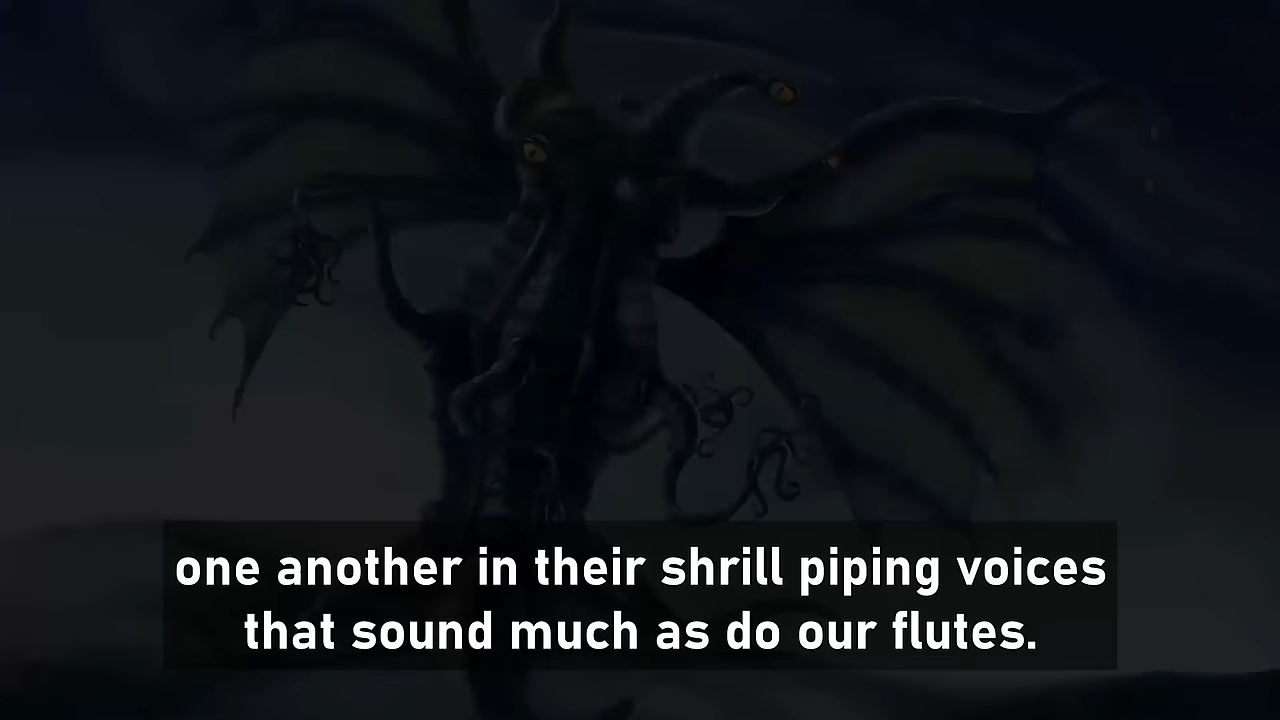 one another in their shrill piping voices
that sound much as do our flutes.